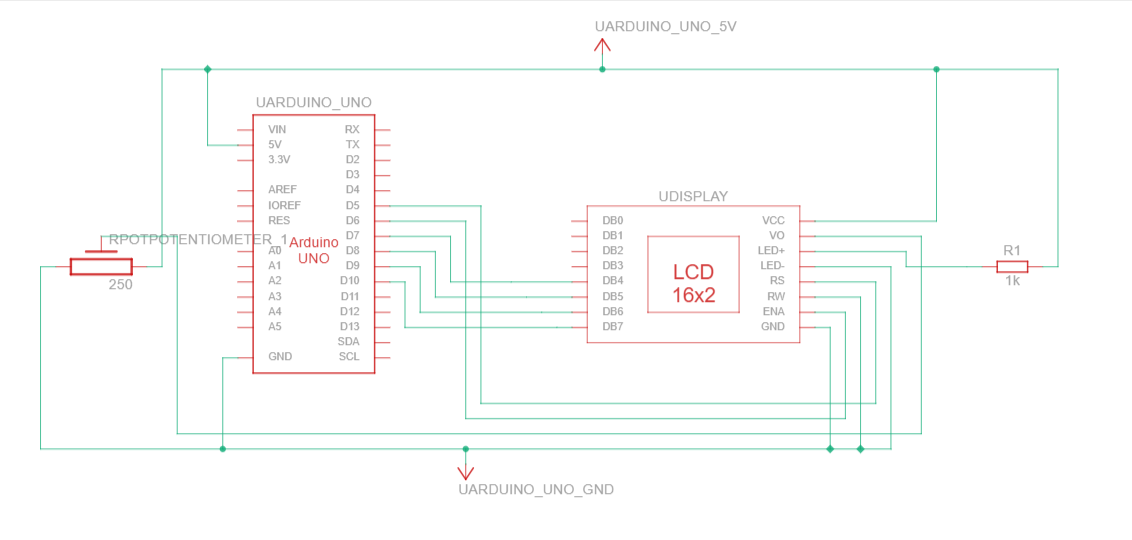 UARDUINO_UNO_5V
UARDUINO_UNO
VIN RX
5V TX
3.3V D2
D3
AREF D4
IOREF D5
RES D6
D7
RPOTPOTENTIOMETER_1
Arduino
UNO
A0 D8
A1 D9
A2 D10
A3 D11
A4 D12
A5 D13
SDA
GND SCL
250
UDISPLAY
DB0 VCC
DB1 VO
DB2 LED+
DB3 LED-
DB4 RS
DB5 RW
DB6 ENA
DB7 GND
LCD
16x2
R1
1k
UARDUINO_UNO_GND